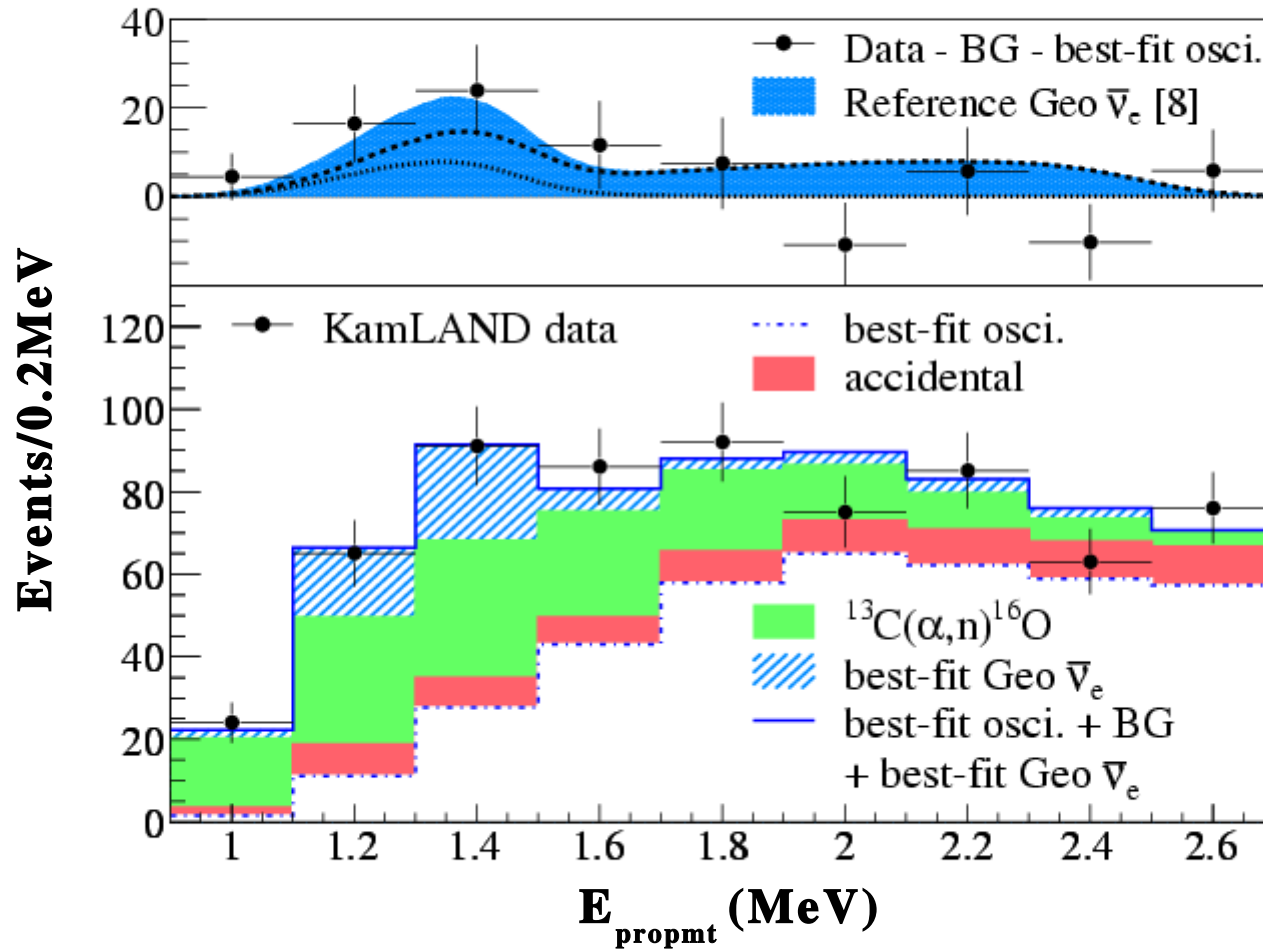 40
20
0
Data - BG - best-fit osci.
Reference Geo ν̅e [8]
Events/0.2MeV
120
100
80
60
40
20
0
KamLAND data
best-fit osci.
accidental
¹³C(α,n)¹⁶O
best-fit Geo ν̅e
best-fit osci. + BG
+ best-fit Geo ν̅e
1 1.2 1.4 1.6 1.8 2 2.2 2.4 2.6
E propmt (MeV)